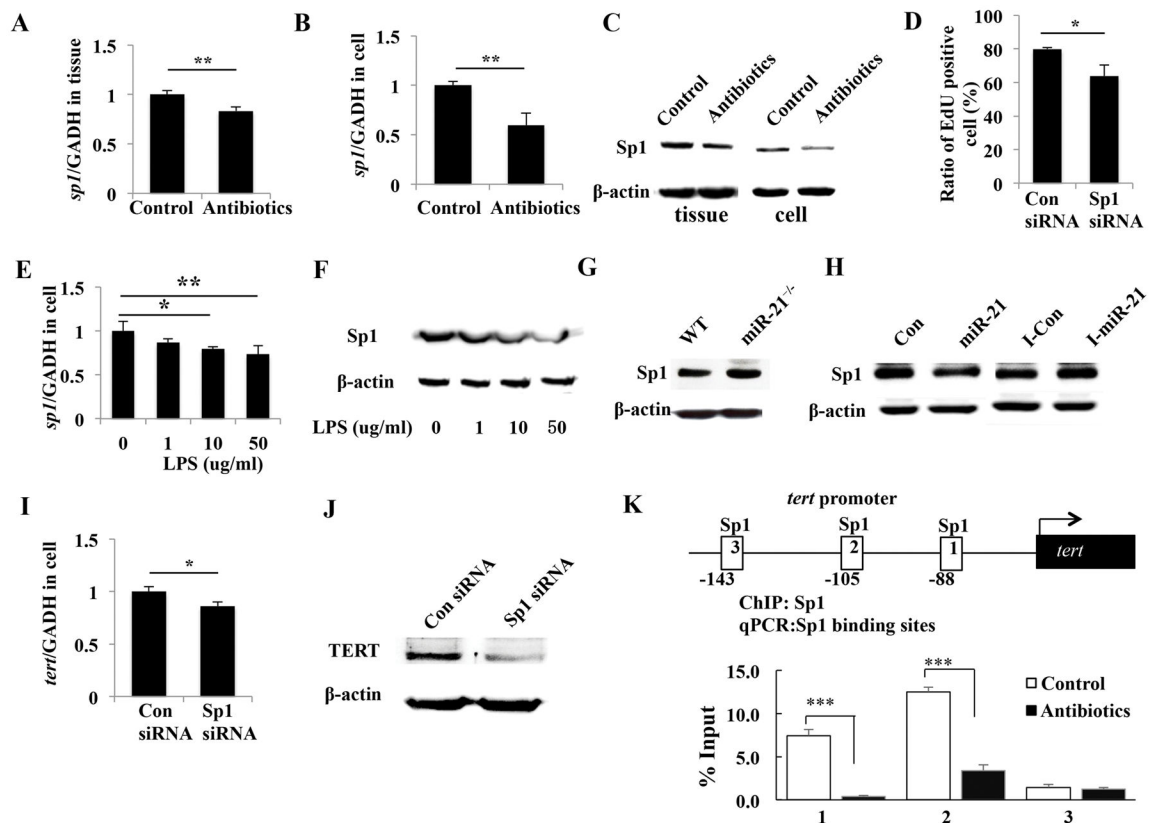 A
sp1/GADH in tissue
1.5
1
0.5
0
**
Control Antibiotics
B
sp1/GADH in cell
1.5
1
0.5
0
**
Control Antibiotics
C
Control Antibiotics Control Antibiotics
Sp1
β-actin
tissue cell
D
Ratio of EdU positive
cell (%)
100
80
60
40
20
0
*
Con
siRNA
Sp1
siRNA
E
sp1/GADH in cell
1.5
1
0.5
0
**
*
0 1 10 50
LPS (ug/ml)
F
Sp1
β-actin
LPS (ug/ml) 0 1 10 50
G
WT miR-21-/-
Sp1
β-actin
H
Con miR-21 I-Con I-miR-21
Sp1
β-actin
I
tert/GADH in cell
1.5
1
0.5
0
*
Con
siRNA
Sp1
siRNA
J
Con siRNA Sp1 siRNA
TERT
β-actin
K
tert promoter
Sp1 Sp1 Sp1
3 2 1 tert
-143 -105 -88
ChIP: Sp1
qPCR:Sp1 binding sites
% Input
15.0
10.0
5.0
0.0
***
***
Control
Antibiotics
1 2 3